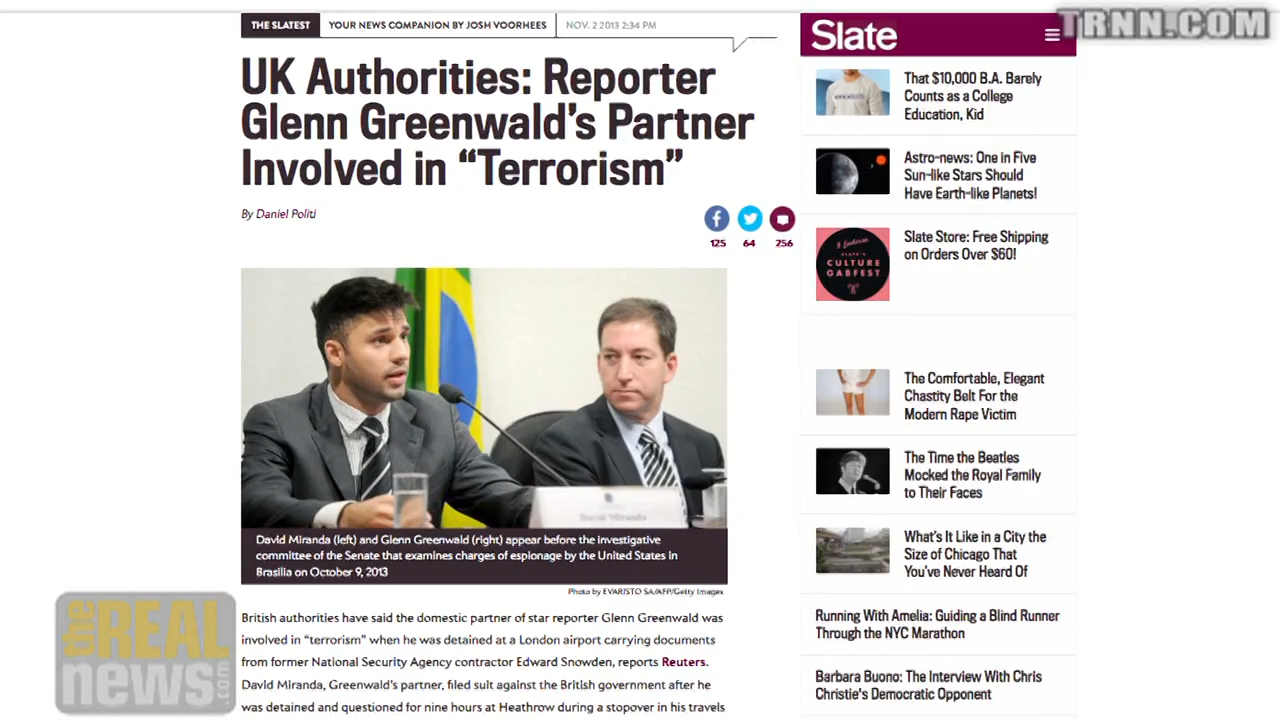 THE SLATEST YOUR NEWS COMPANION BY JOSH VOORHEES NOV. 2 2013 2:34 PM
UK Authorities: Reporter
Glenn Greenwald's Partner
Involved in “Terrorism”
By Daniel Politi
125 64 256
David Miranda
David Miranda (left) and Glenn Greenwald (right) appear before the investigative
committee of the Senate that examines charges of espionage by the United States in
Brasilia on October 9, 2013
Photo by EVARISTO SA/AFP/Getty Images
British authorities have said the domestic partner of star reporter Glenn Greenwald was
involved in “terrorism” when he was detained at a London airport carrying documents
from former National Security Agency contractor Edward Snowden, reports Reuters.
David Miranda, Greenwald's partner, filed suit against the British government after he
was detained and questioned for nine hours at Heathrow during a stopover in his travels
Slate
TRNN.COM
That $10,000 B.A. Barely
Counts as a College
Education, Kid
Astro-news: One in Five
Sun-like Stars Should
Have Earth-like Planets!
I Endorse
SLATE'S
CULTURE
GABFEST
Slate Store: Free Shipping
on Orders Over $60!
The Comfortable, Elegant
Chastity Belt For the
Modern Rape Victim
The Time the Beatles
Mocked the Royal Family
to Their Faces
What's It Like in a City the
Size of Chicago That
You've Never Heard Of
Running With Amelia: Guiding a Blind Runner
Through the NYC Marathon
Barbara Buono: The Interview With Chris
Christie's Democratic Opponent
the REAL
news.com